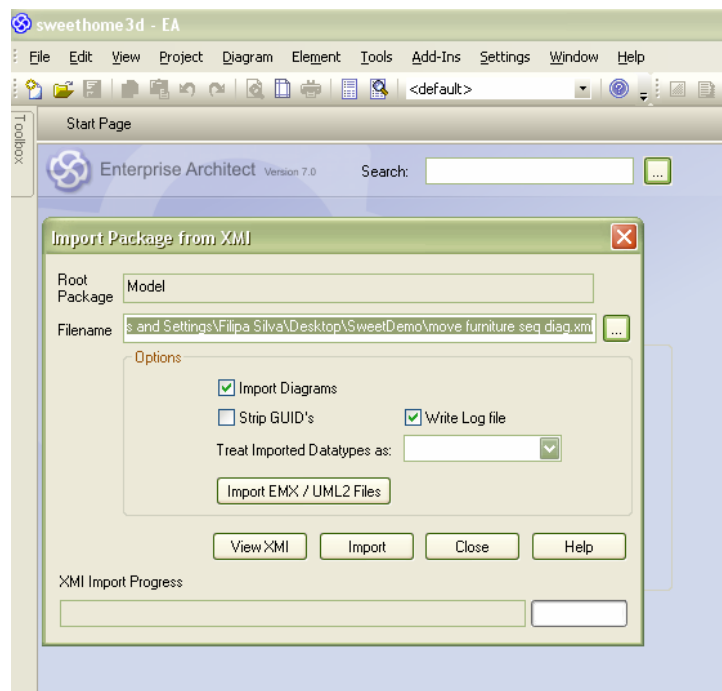 sweethome3d - EA
File Edit View Project Diagram Element Tools Add-Ins Settings Window Help
<default>
Toolbox
Start Page
Enterprise Architect Version 7.0 Search: ...
Import Package from XMI
Root Package Model
Filename s and Settings\Filipa Silva\Desktop\SweetDemo\move furniture seq diag.xml ...
Options
Import Diagrams
Strip GUID's Write Log file
Treat Imported Datatypes as:
Import EMX / UML2 Files
View XMI Import Close Help
XMI Import Progress